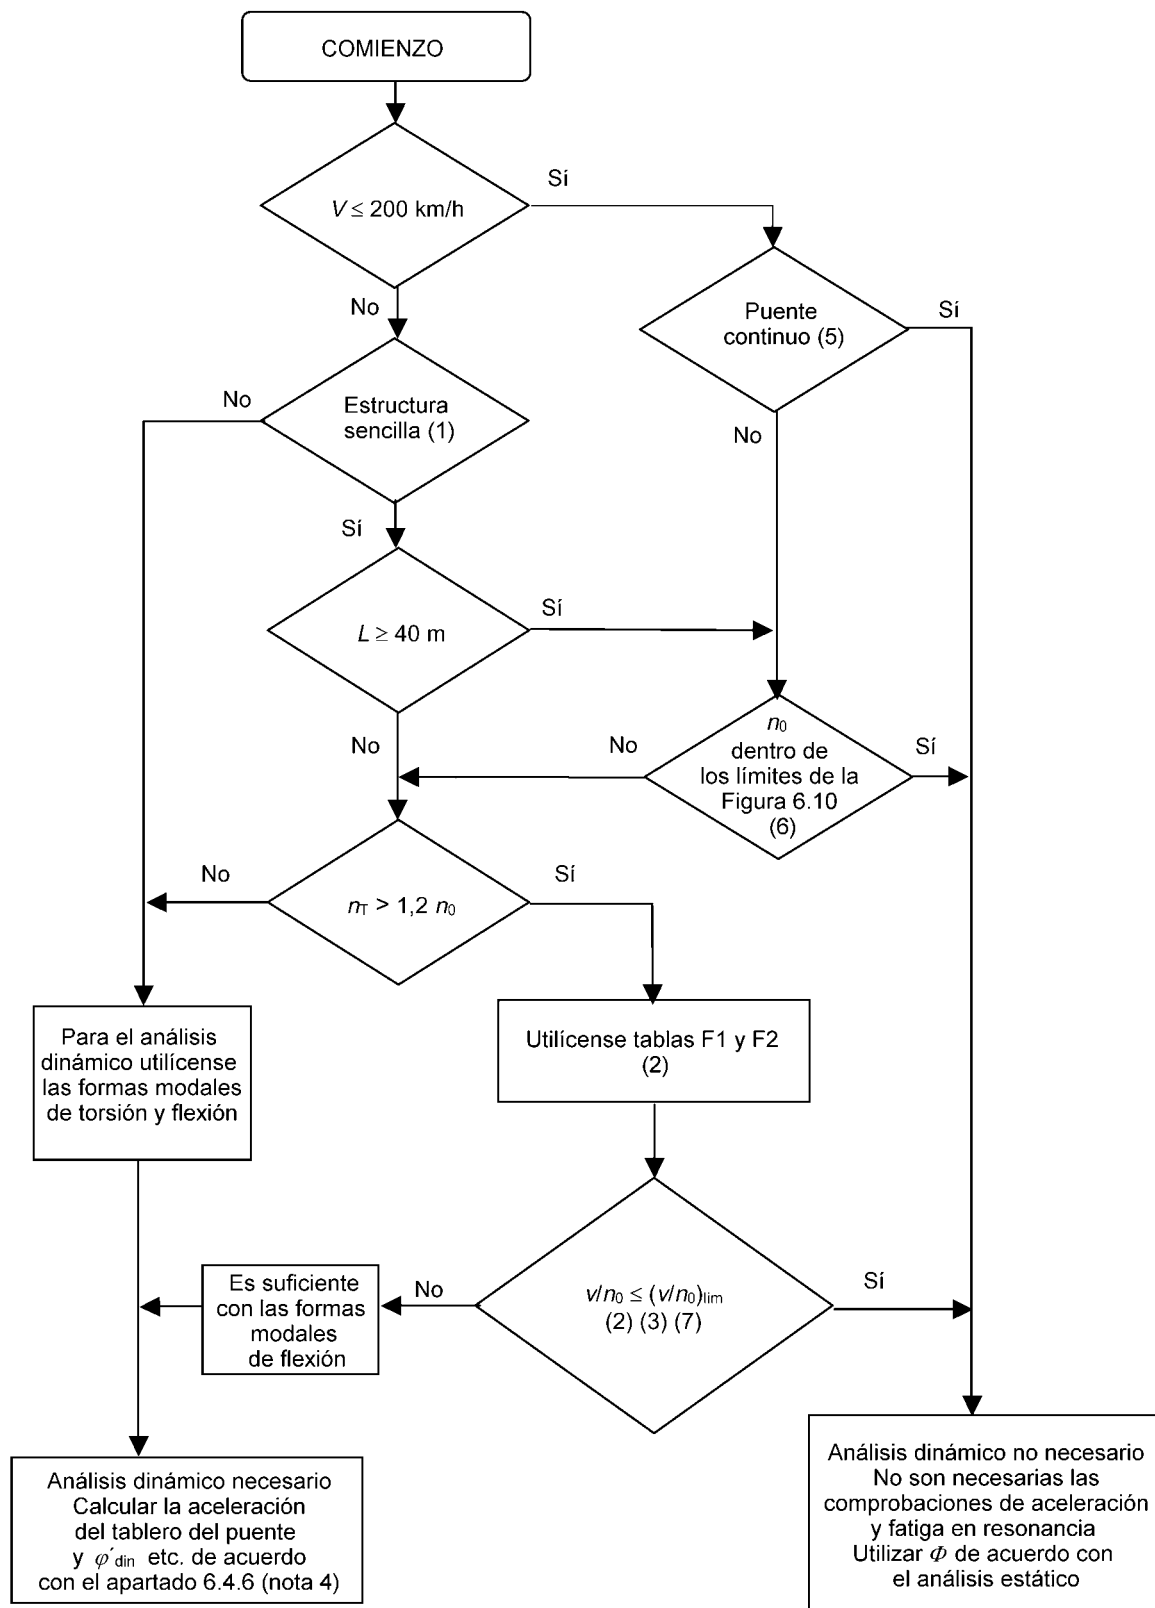 COMIENZO
Sí
V ≤ 200 km/h
No
Puente
continuo (5)
Sí
No
Estructura
sencilla (1)
No
Sí
L ≥ 40 m
Sí
No
n0
dentro de
los límites de la
Figura 6.10
(6)
No
Sí
No
nT > 1,2 n0
Sí
Para el análisis
dinámico utilícense
las formas modales
de torsión y flexión
Utilícense tablas F1 y F2
(2)
Es suficiente
con las formas
modales
de flexión
No
v/n0 ≤ (v/n0)lim
(2) (3) (7)
Sí
Análisis dinámico necesario
Calcular la aceleración
del tablero del puente
y φ′din etc. de acuerdo
con el apartado 6.4.6 (nota 4)
Análisis dinámico no necesario
No son necesarias las
comprobaciones de aceleración
y fatiga en resonancia
Utilizar Φ de acuerdo con
el análisis estático